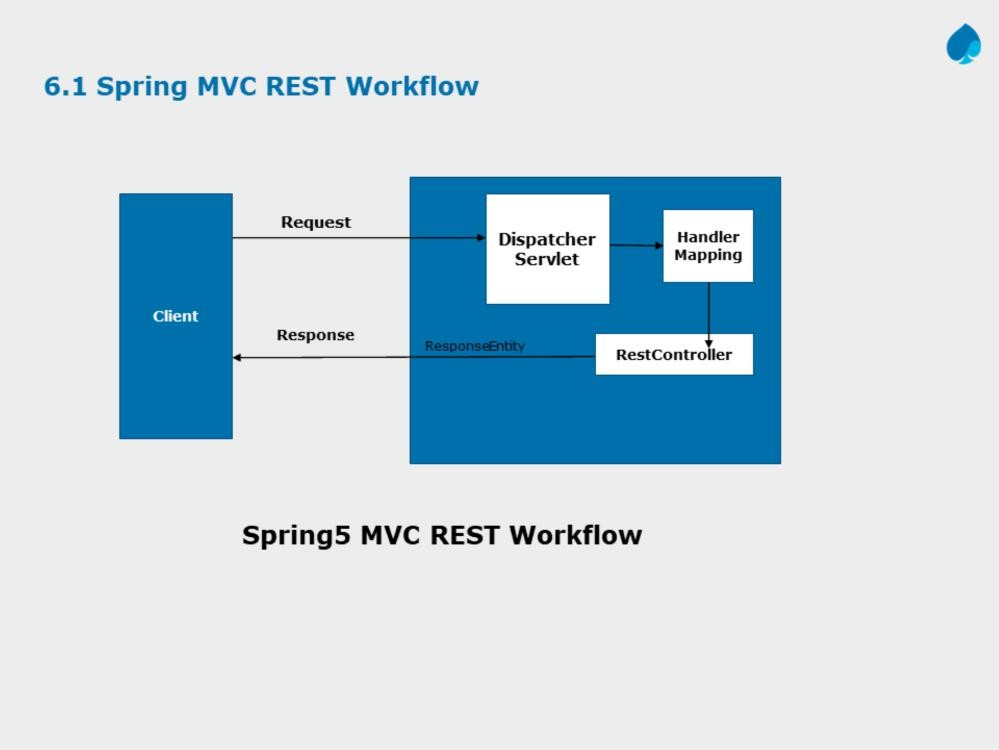 6.1 Spring MVC REST Workflow
Request
Dispatcher
Servlet
Handler
Mapping
Client
Response
ResponseEntity
RestController
Spring5 MVC REST Workflow